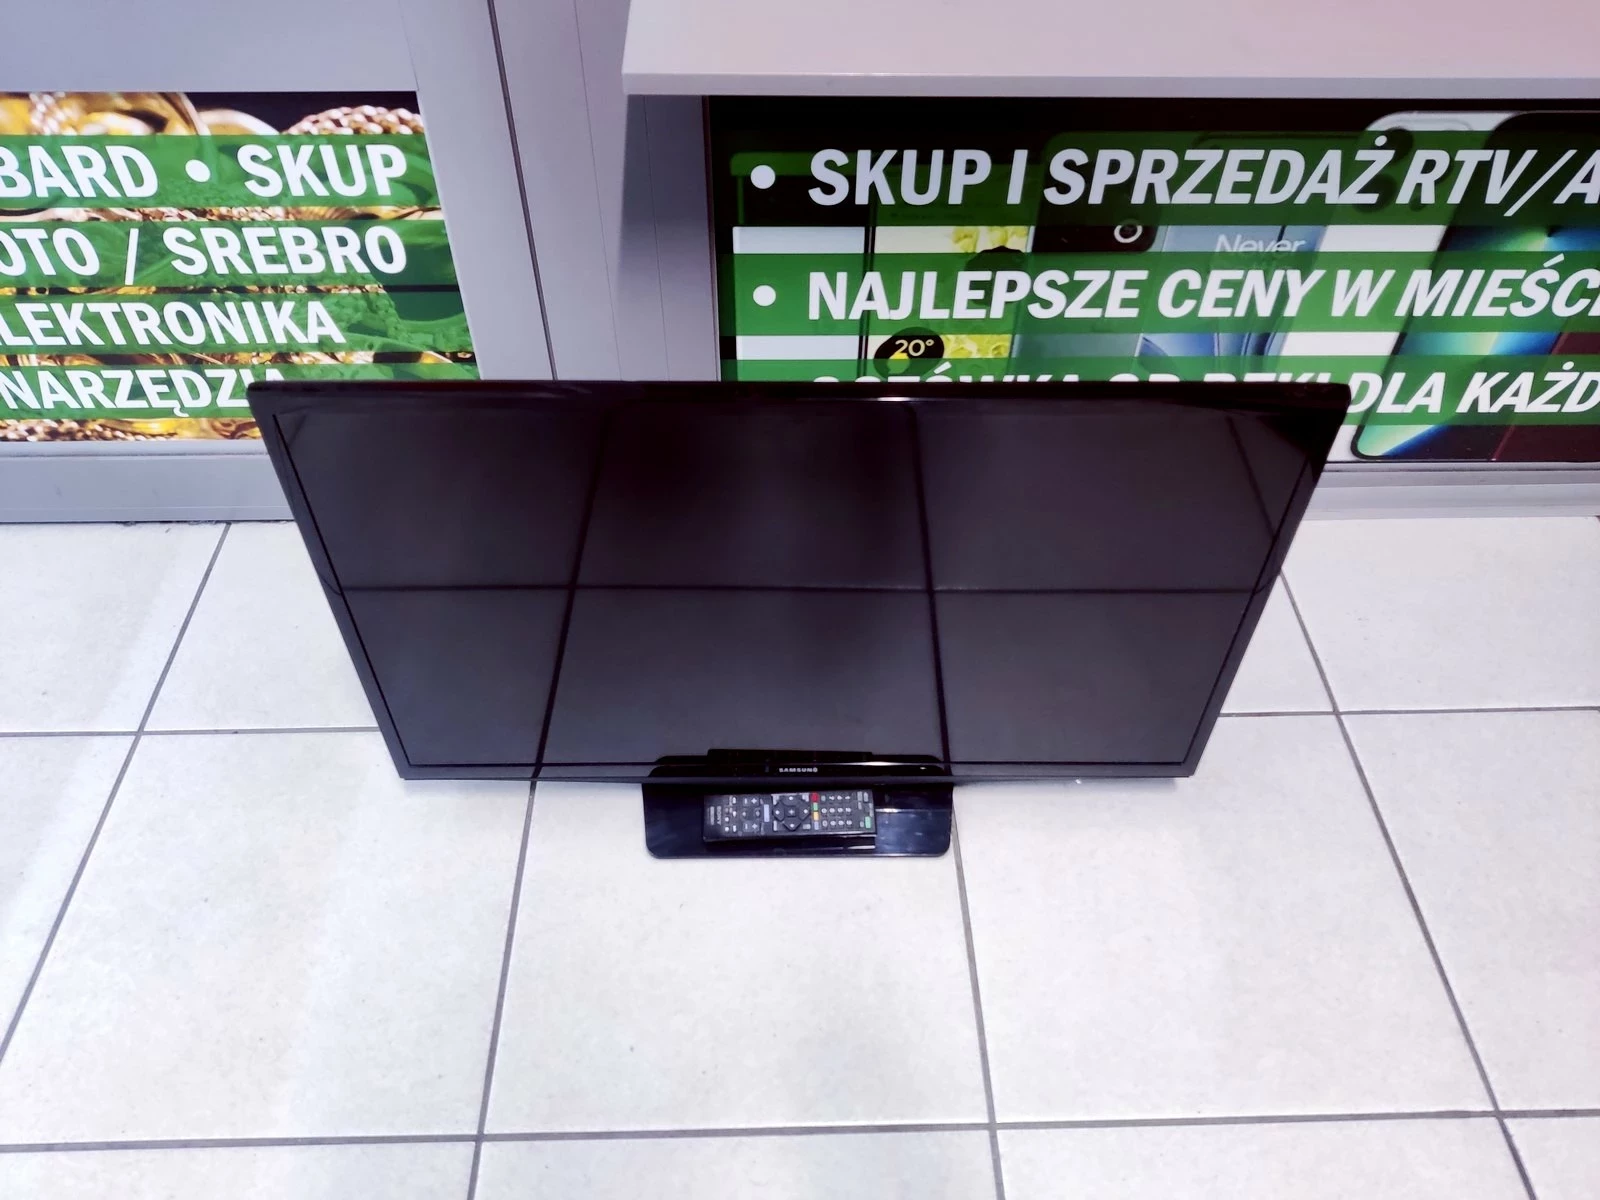 BARD • SKUP
OTO / SREBRO
LEKTRONIKA
NARZĘDZIA
• SKUP I SPRZEDAŻ RTV/A
Never
• NAJLEPSZE CENY W MIEŚC
20°
DLA KAŻD
SAMSUNG